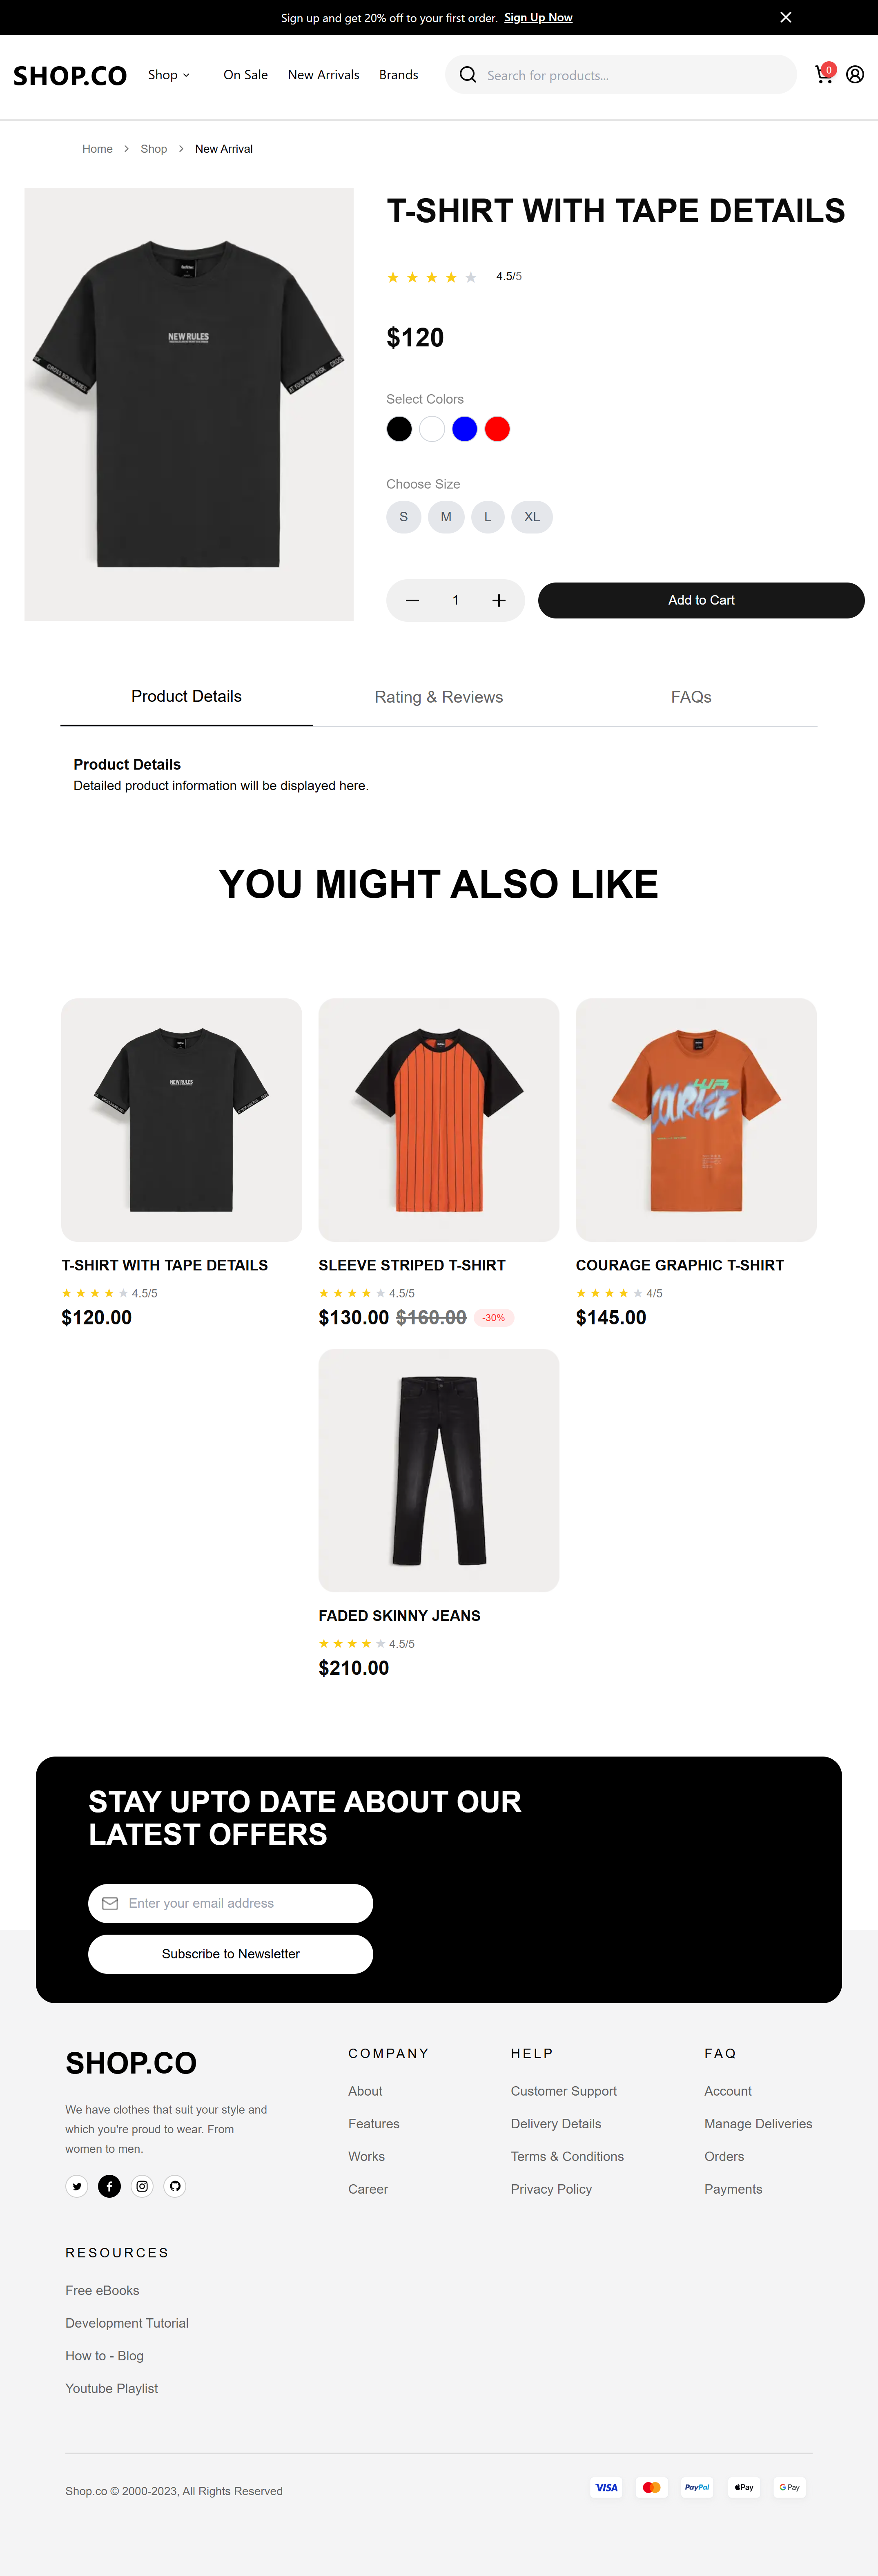 Sign up and get 20% off to your first order. Sign Up Now
SHOP.CO
Shop
On Sale
New Arrivals
Brands
Search for products...
0
Home
Shop
New Arrival
NEW RULES
T-SHIRT WITH TAPE DETAILS
4.5/5
$120
Select Colors
Choose Size
S
M
L
XL
1
Add to Cart
Product Details
Rating & Reviews
FAQs
Product Details
Detailed product information will be displayed here.
YOU MIGHT ALSO LIKE
NEW RULES
COURAGE
T-SHIRT WITH TAPE DETAILS
4.5/5
$120.00
SLEEVE STRIPED T-SHIRT
4.5/5
$130.00 $160.00 -30%
COURAGE GRAPHIC T-SHIRT
4/5
$145.00
FADED SKINNY JEANS
4.5/5
$210.00
STAY UPTO DATE ABOUT OUR
LATEST OFFERS
Enter your email address
Subscribe to Newsletter
SHOP.CO
We have clothes that suit your style and
which you're proud to wear. From
women to men.
COMPANY
About
Features
Works
Career
HELP
Customer Support
Delivery Details
Terms & Conditions
Privacy Policy
FAQ
Account
Manage Deliveries
Orders
Payments
RESOURCES
Free eBooks
Development Tutorial
How to - Blog
Youtube Playlist
Shop.co © 2000-2023, All Rights Reserved
VISA
PayPal
Pay
G Pay